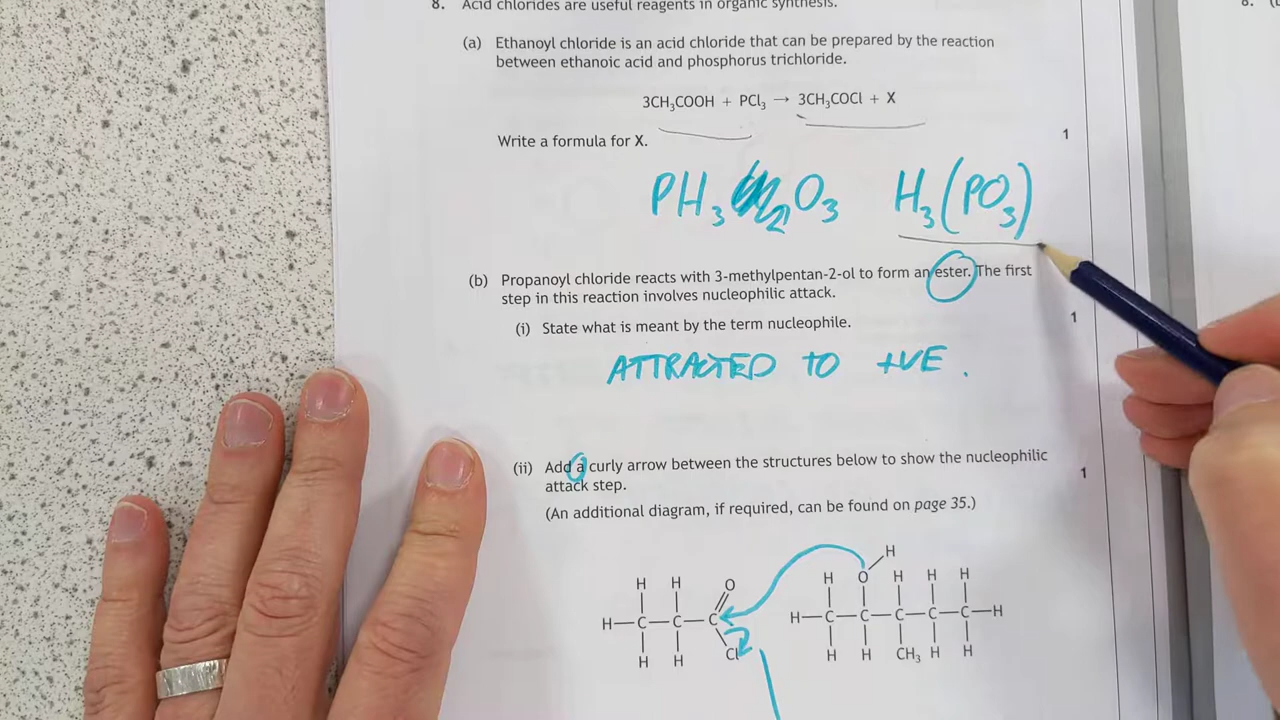 8. Acid chlorides are useful reagents in organic synthesis.
(a) Ethanoyl chloride is an acid chloride that can be prepared by the reaction
between ethanoic acid and phosphorus trichloride.
3CH₃COOH + PCl₃ → 3CH₃COCl + X
Write a formula for X.
1
PH₃ O₃ H₃(PO₃)
(b) Propanoyl chloride reacts with 3-methylpentan-2-ol to form an ester. The first
step in this reaction involves nucleophilic attack.
(i) State what is meant by the term nucleophile.
1
ATTRACTED TO +VE.
(ii) Add a curly arrow between the structures below to show the nucleophilic
attack step.
1
(An additional diagram, if required, can be found on page 35.)
H
H H O H O H H H
H—C—C—C H—C—C—C—C—C—H
H H Cl H H CH₃ H H